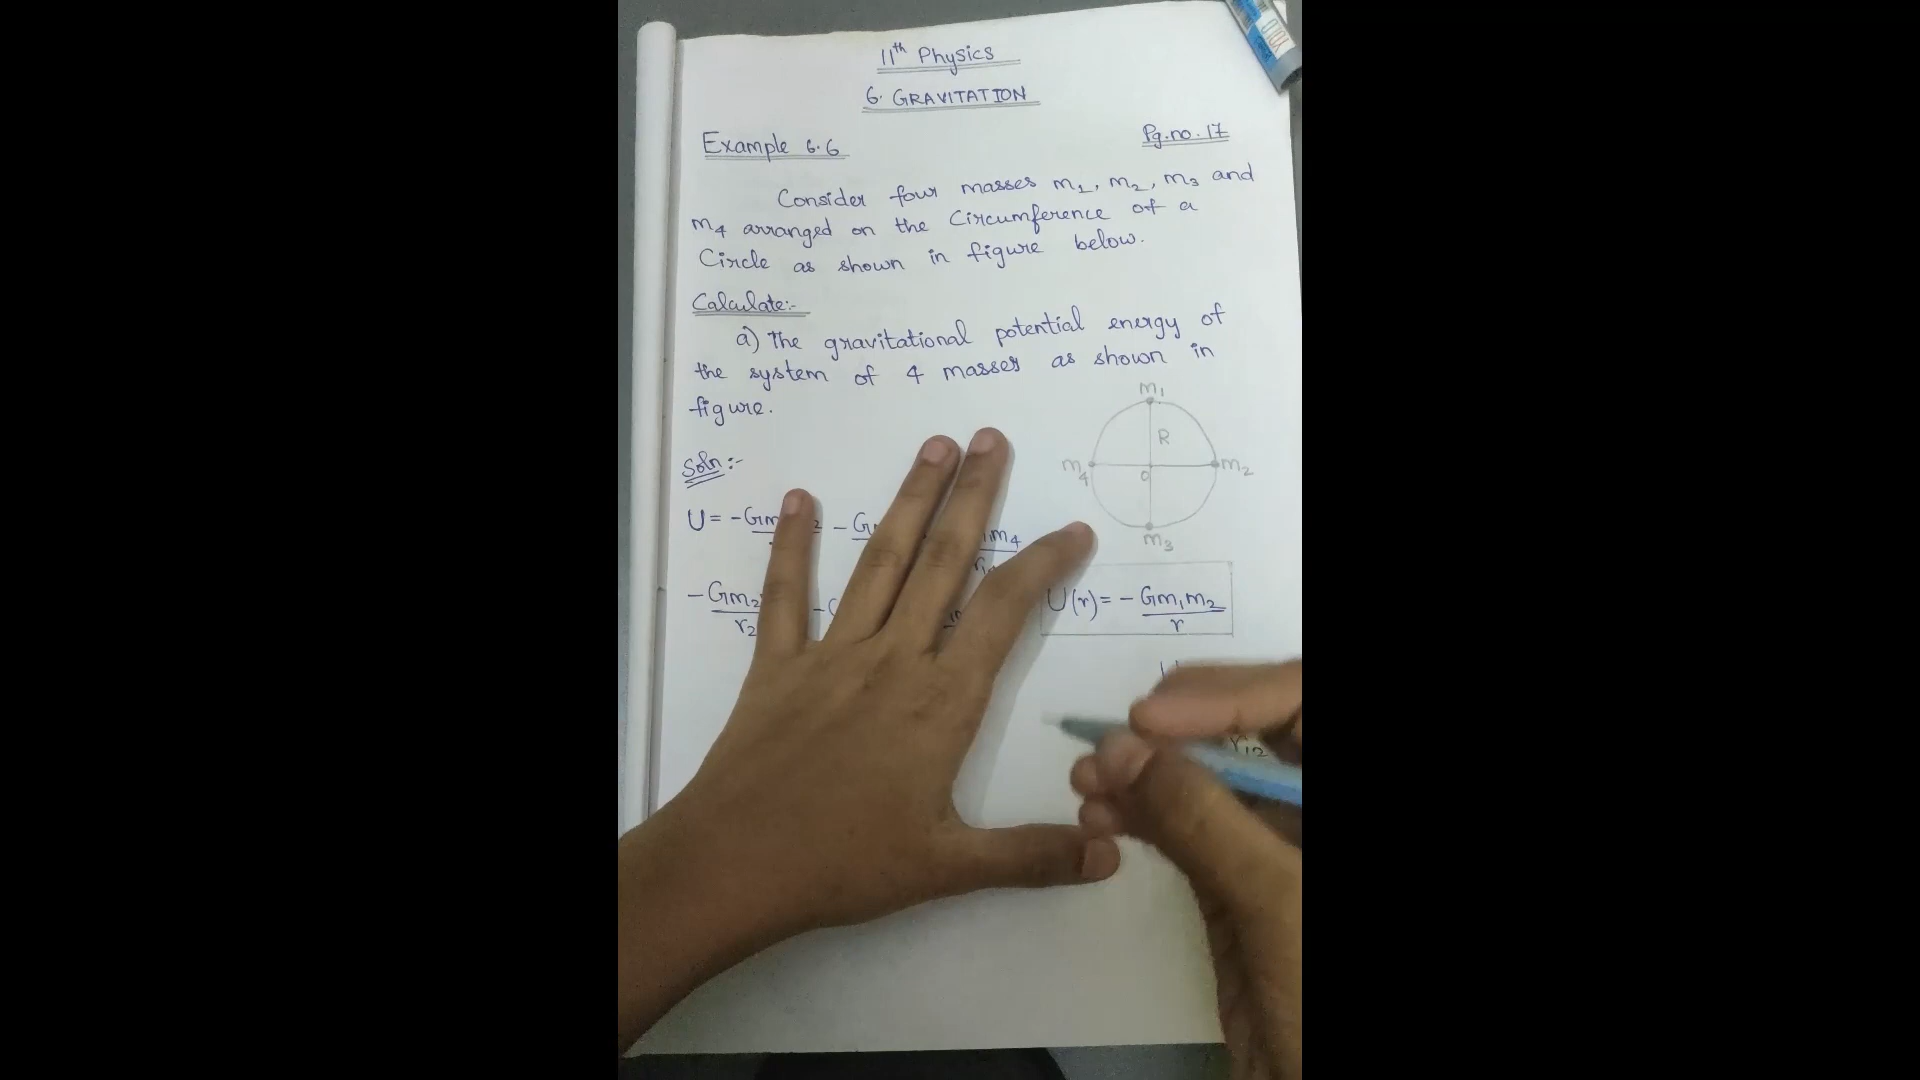 11th Physics
6. GRAVITATION
Example 6.6
Pg.no. 17
Consider four masses m1, m2, m3 and
m4 arranged on the Circumference of a
Circle as shown in figure below.
Calculate:-
a) The gravitational potential energy of
the system of 4 masses as shown in
figure.
m1
R
m4
O
m2
m3
Soln:-
U = -Gm 2 - G m4
-Gm2
r2
U(r) = - Gm1m2
r
r12